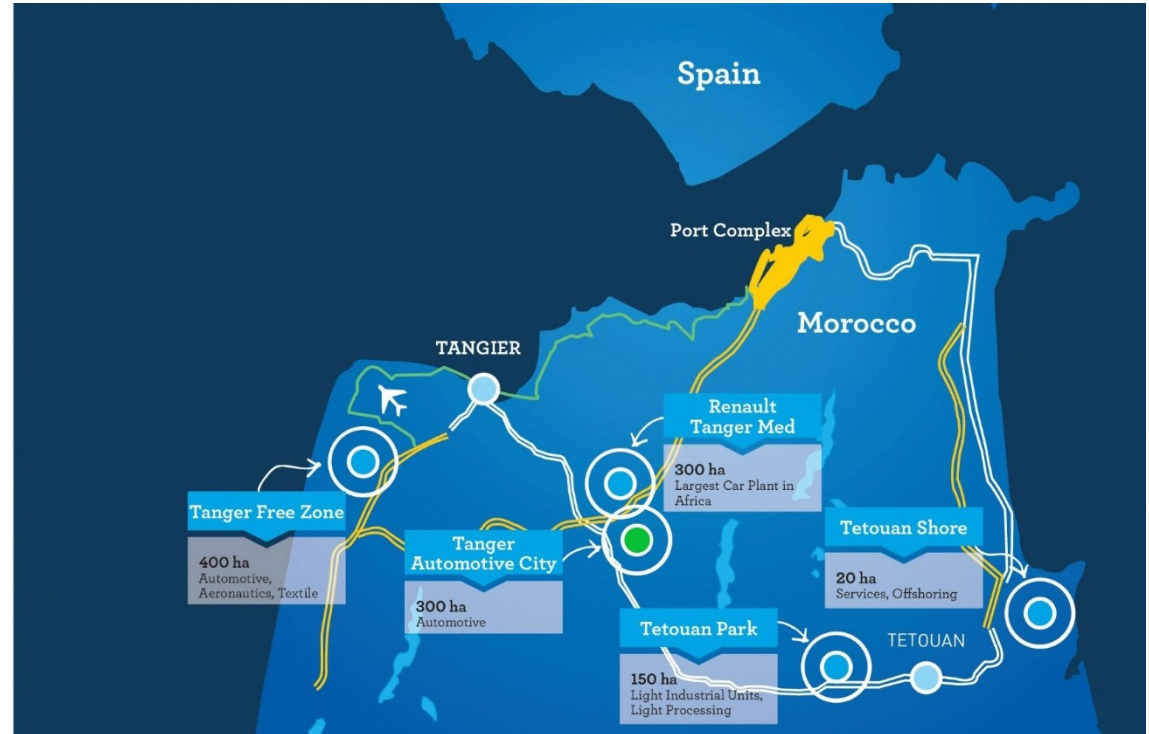 Spain
Port Complex
Morocco
TANGIER
Renault
Tanger Med
300 ha
Largest Car Plant in
Africa
Tanger Free Zone
400 ha
Automotive,
Aeronautics, Textile
Tanger
Automotive City
300 ha
Automotive
Tetouan Shore
20 ha
Services, Offshoring
Tetouan Park
150 ha
Light Industrial Units,
Light Processing
TETOUAN